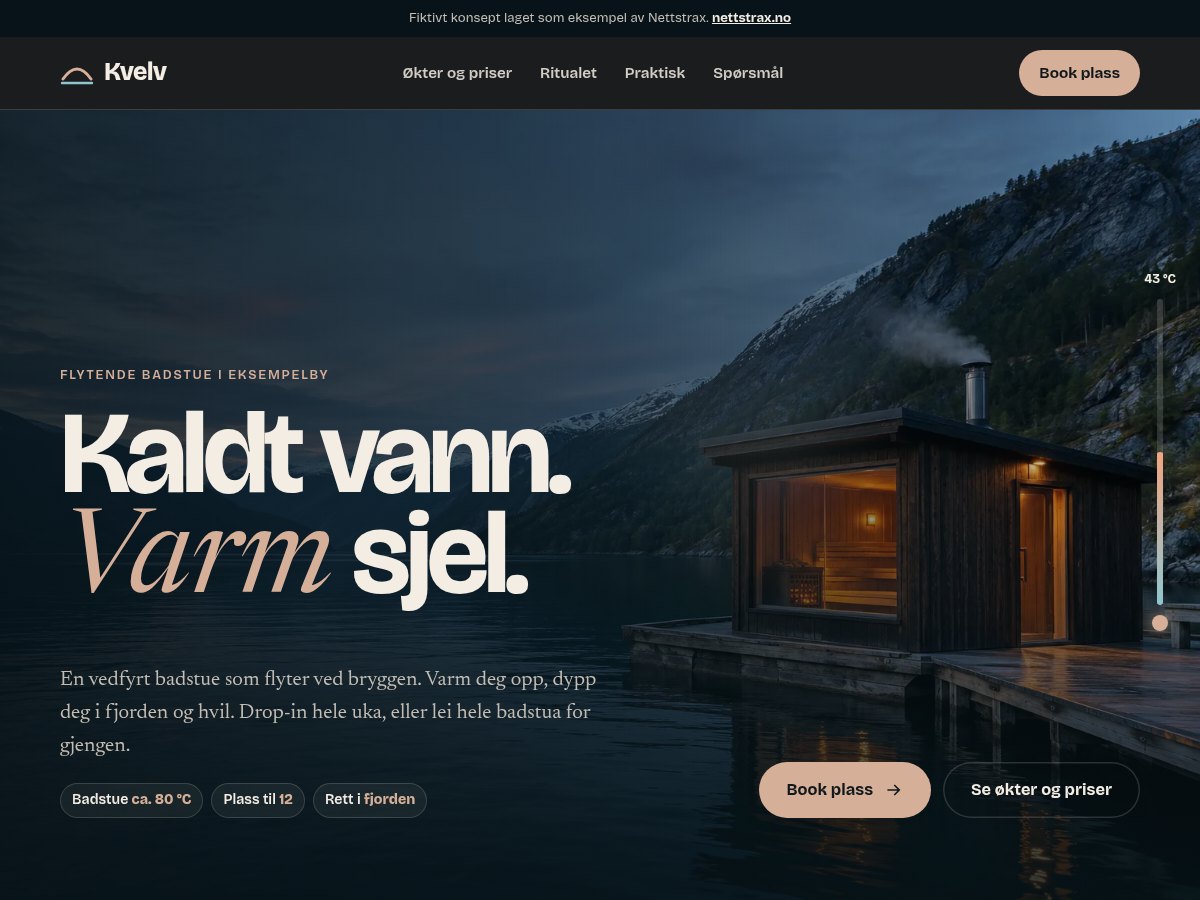 Fiktivt konsept laget som eksempel av Nettstrax. nettstrax.no
Kvelv
Økter og priser
Ritualet
Praktisk
Spørsmål
Book plass
43 °C
FLYTENDE BADSTUE I EKSEMPELBY
Kaldt vann.
Varm sjel.
En vedfyrt badstue som flyter ved bryggen. Varm deg opp, dypp
deg i fjorden og hvil. Drop-in hele uka, eller lei hele badstua for
gjengen.
Badstue ca. 80 °C
Plass til 12
Rett i fjorden
Book plass →
Se økter og priser